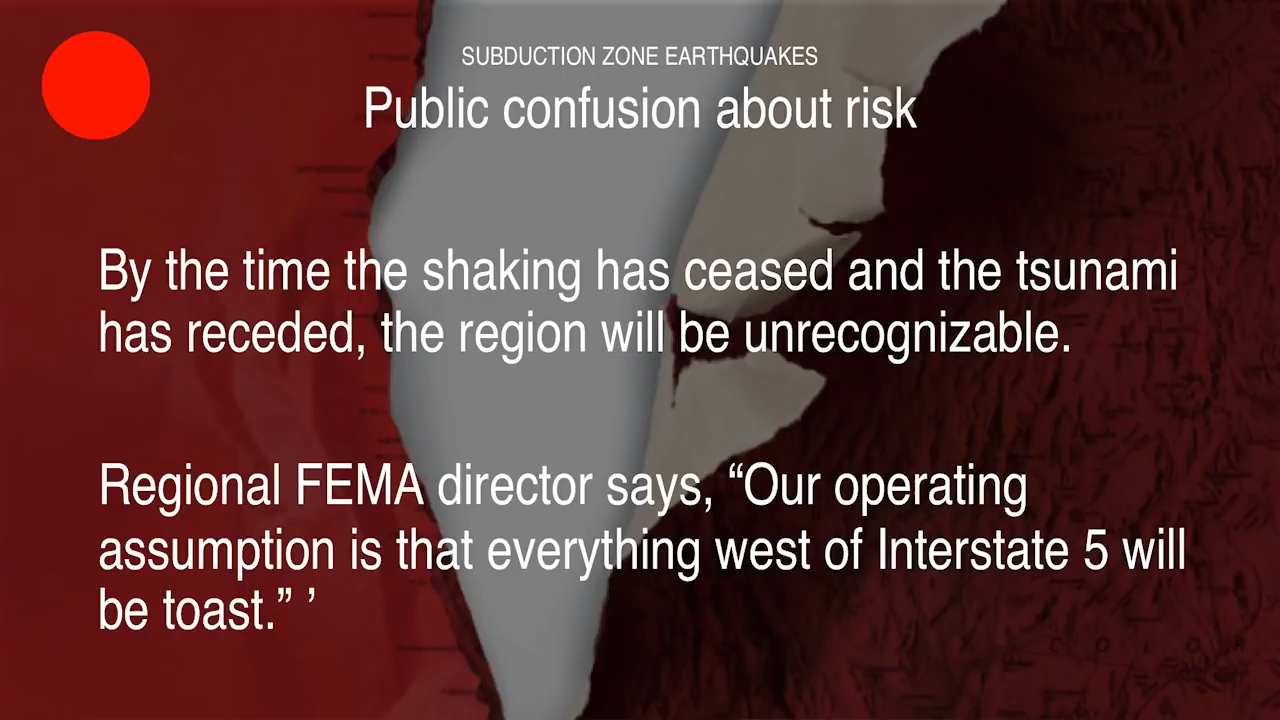 SUBDUCTION ZONE EARTHQUAKES
Public confusion about risk
By the time the shaking has ceased and the tsunami
has receded, the region will be unrecognizable.
Regional FEMA director says, “Our operating
assumption is that everything west of Interstate 5 will
be toast.” ’